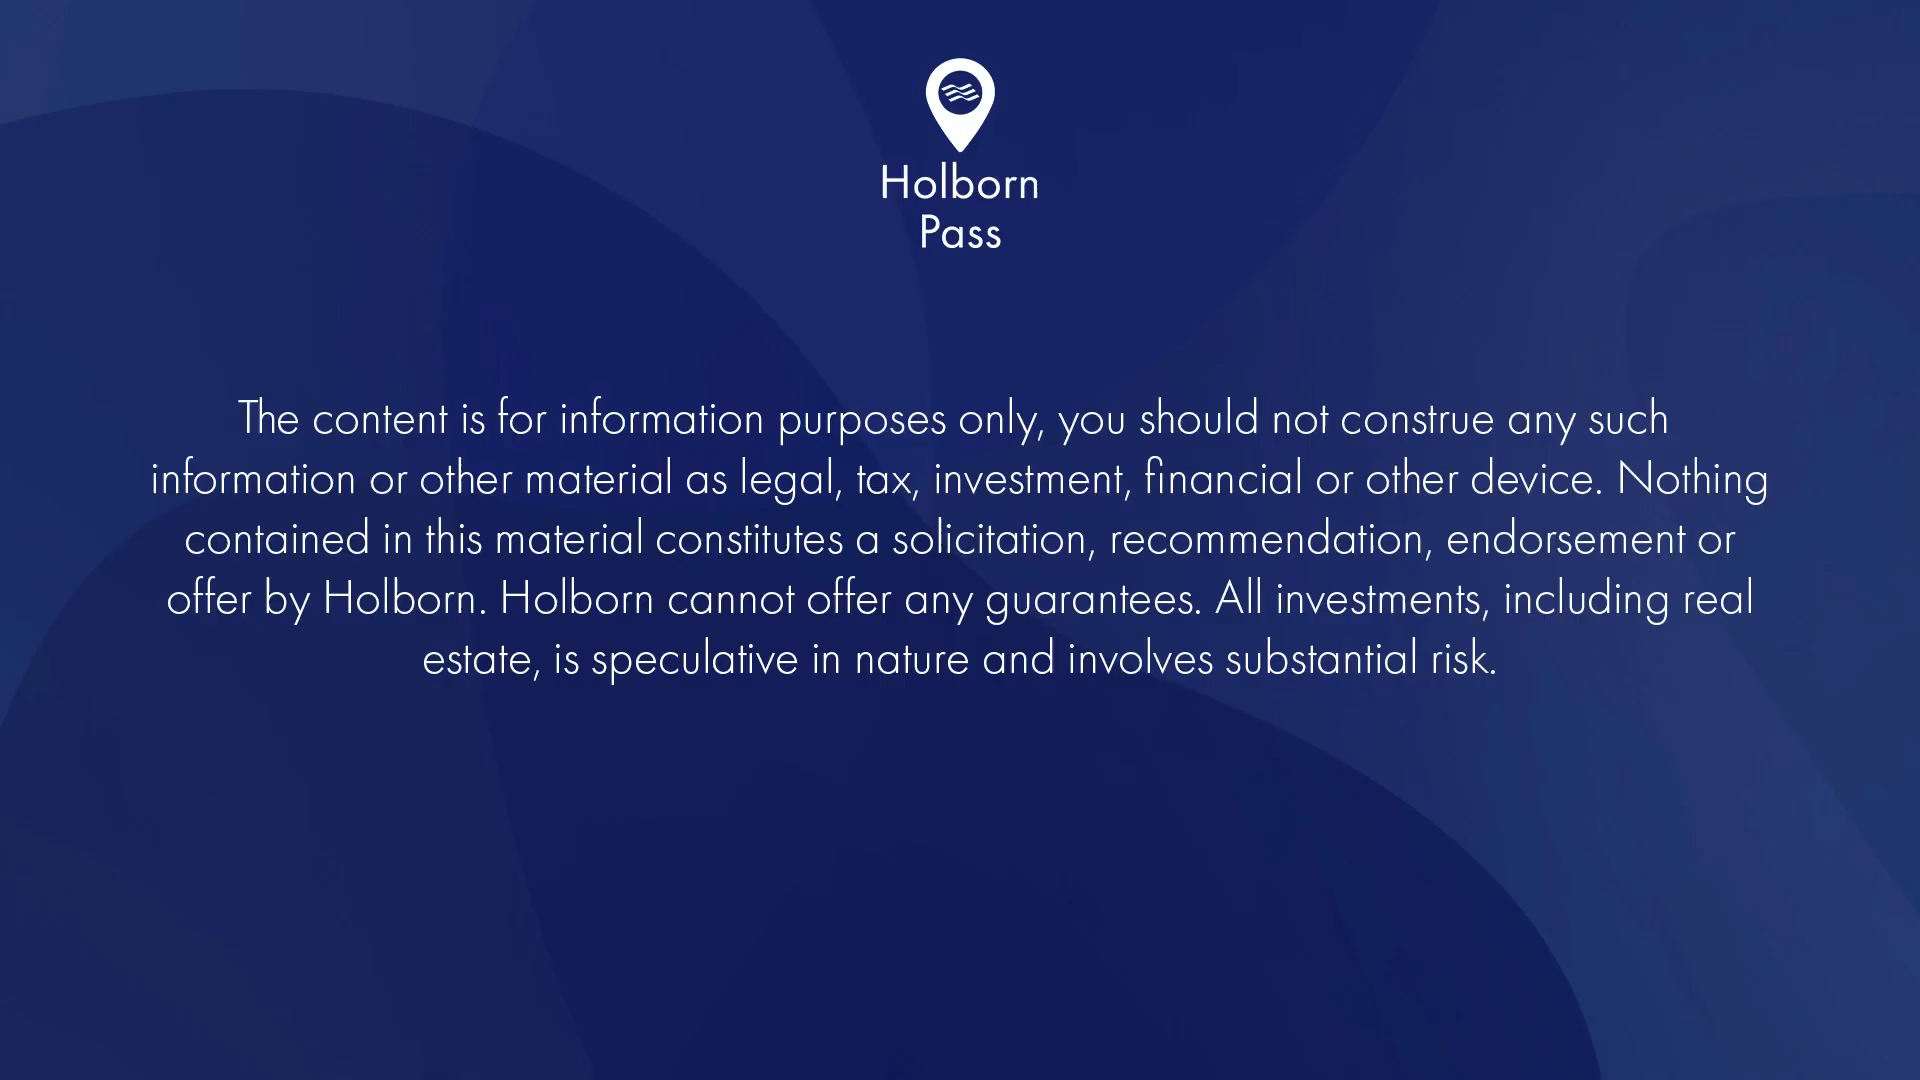 Holborn
Pass
The content is for information purposes only, you should not construe any such
information or other material as legal, tax, investment, financial or other device. Nothing
contained in this material constitutes a solicitation, recommendation, endorsement or
offer by Holborn. Holborn cannot offer any guarantees. All investments, including real
estate, is speculative in nature and involves substantial risk.